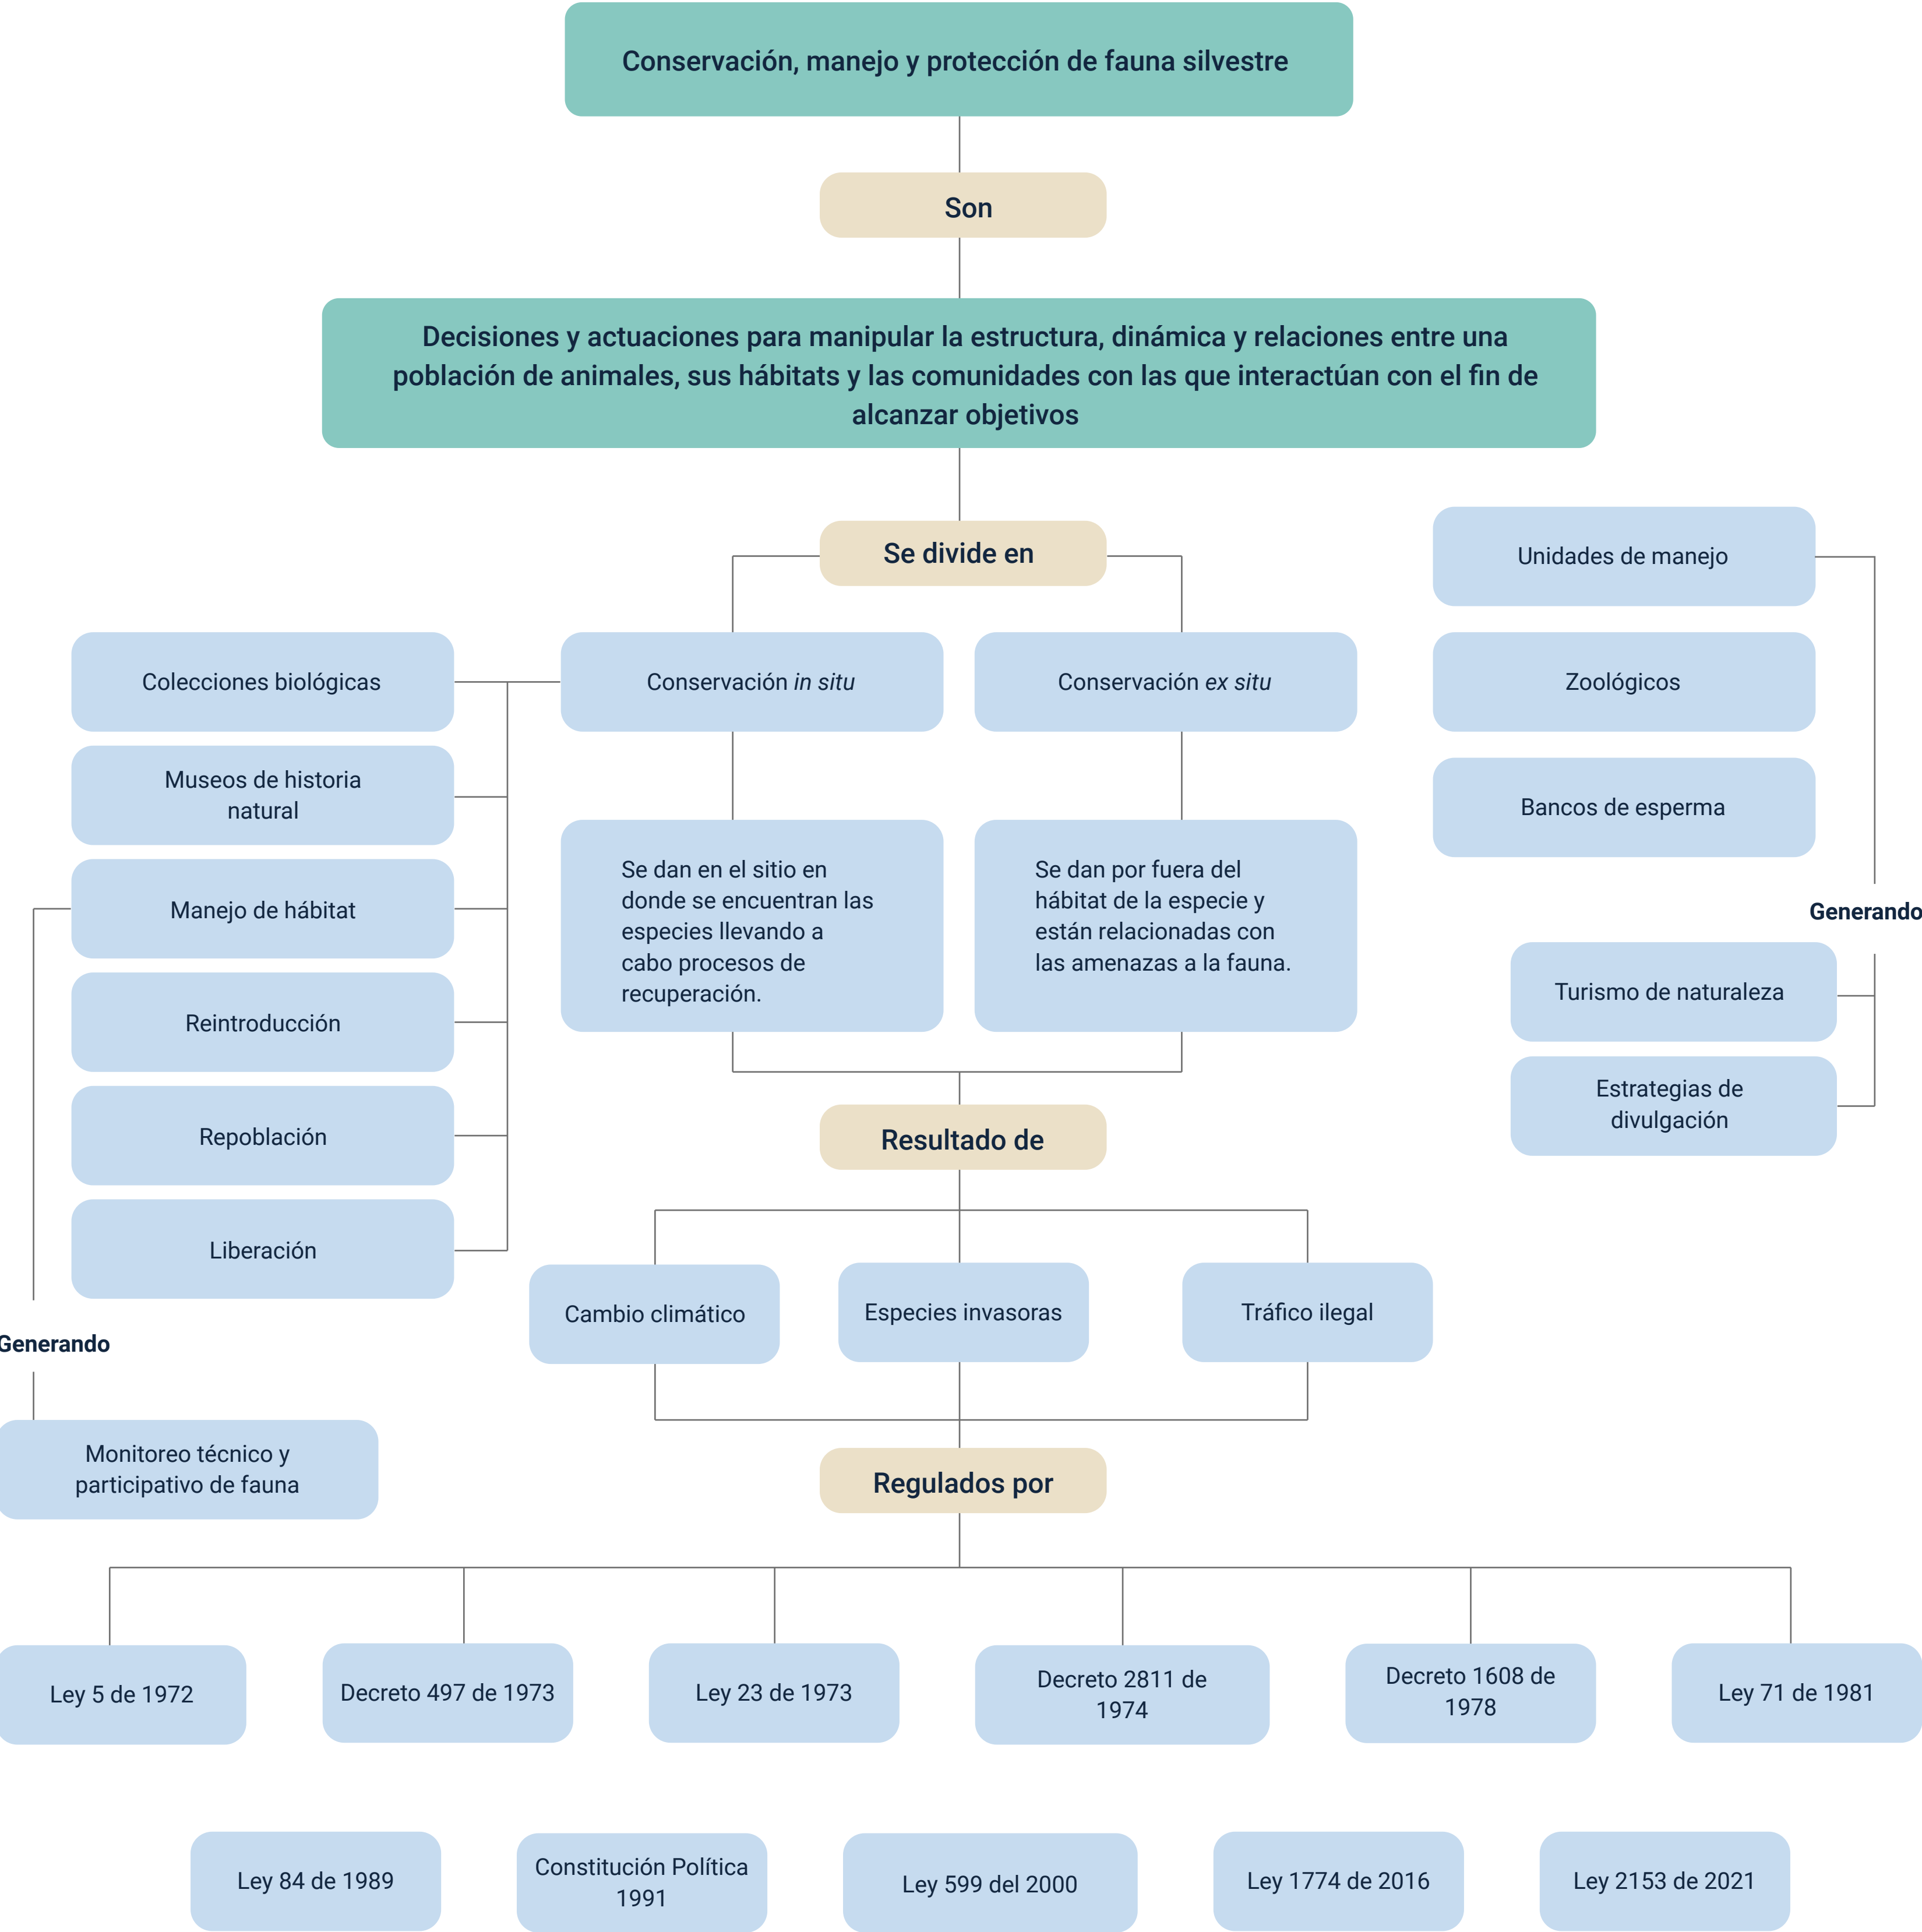 Conservación, manejo y protección de fauna silvestre
Son
Decisiones y actuaciones para manipular la estructura, dinámica y relaciones entre una
población de animales, sus hábitats y las comunidades con las que interactúan con el fin de
alcanzar objetivos
Se divide en
Unidades de manejo
Zoológicos
Bancos de esperma
Generando
Turismo de naturaleza
Estrategias de
divulgación
Colecciones biológicas
Museos de historia
natural
Manejo de hábitat
Reintroducción
Repoblación
Liberación
Generando
Monitoreo técnico y
participativo de fauna
Conservación in situ
Conservación ex situ
Se dan en el sitio en
donde se encuentran las
especies llevando a
cabo procesos de
recuperación.
Se dan por fuera del
hábitat de la especie y
están relacionadas con
las amenazas a la fauna.
Resultado de
Cambio climático
Especies invasoras
Tráfico ilegal
Regulados por
Ley 5 de 1972
Decreto 497 de 1973
Ley 23 de 1973
Decreto 2811 de
1974
Decreto 1608 de
1978
Ley 71 de 1981
Ley 84 de 1989
Constitución Política
1991
Ley 599 del 2000
Ley 1774 de 2016
Ley 2153 de 2021